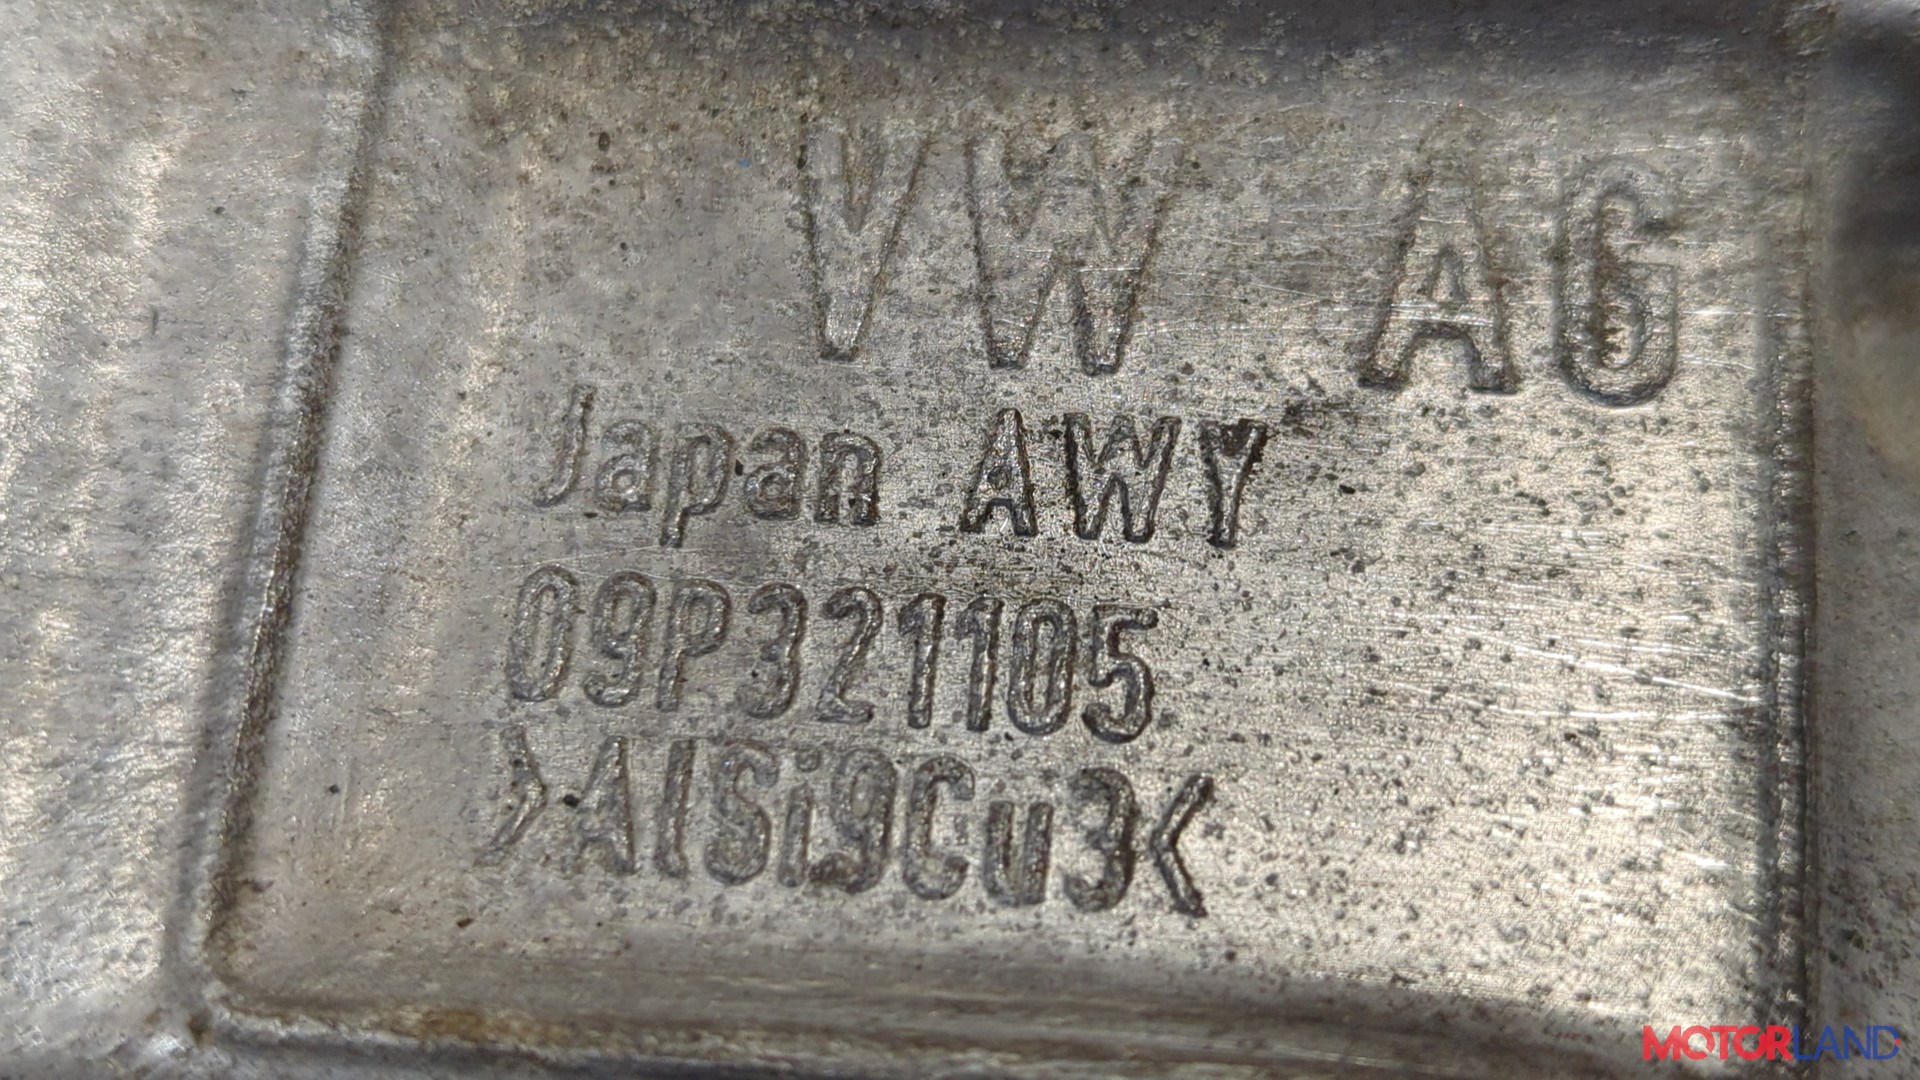 VW AG
Japan AWY
09P321105
>AlSi9Cu3<
MOTORLAND